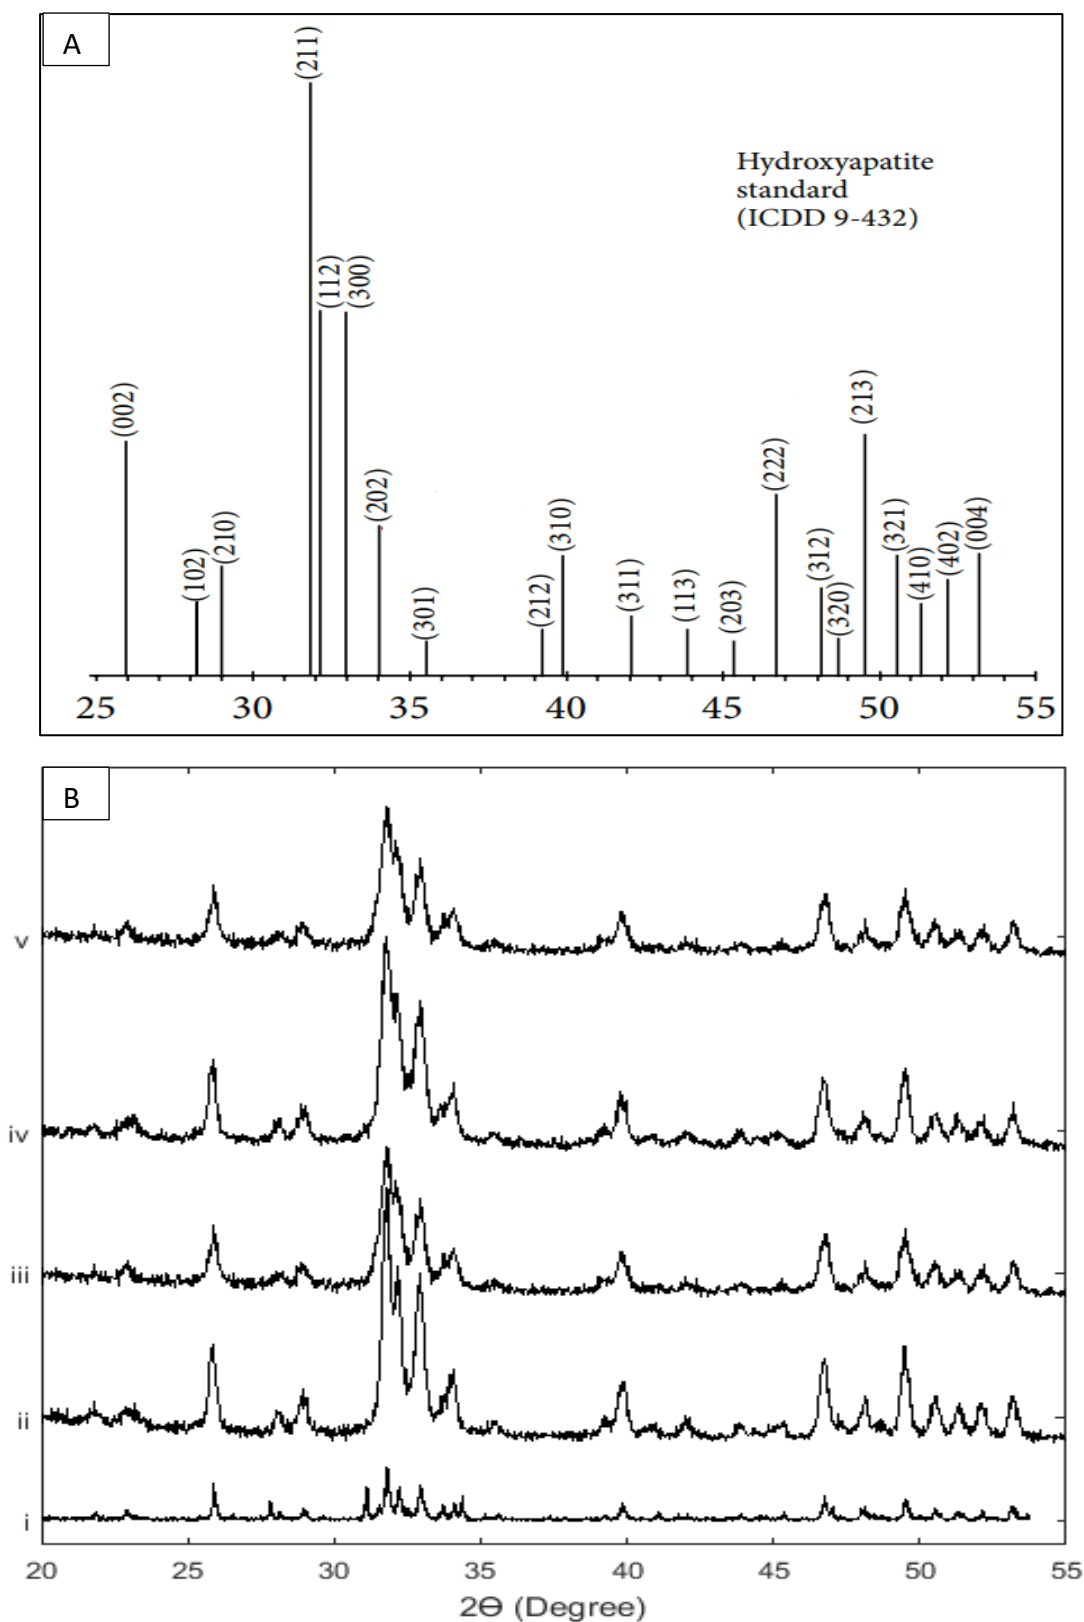 A
(211)
Hydroxyapatite
standard
(ICDD 9-432)
(112)
(300)
(002)
(213)
(222)
(202)
(310)
(321)
(004)
(210)
(402)
(312)
(102)
(410)
(311)
(113)
(212)
(203)
(320)
(301)
25 30 35 40 45 50 55
B
v
iv
iii
ii
i
20 25 30 35 40 45 50 55
2Θ (Degree)